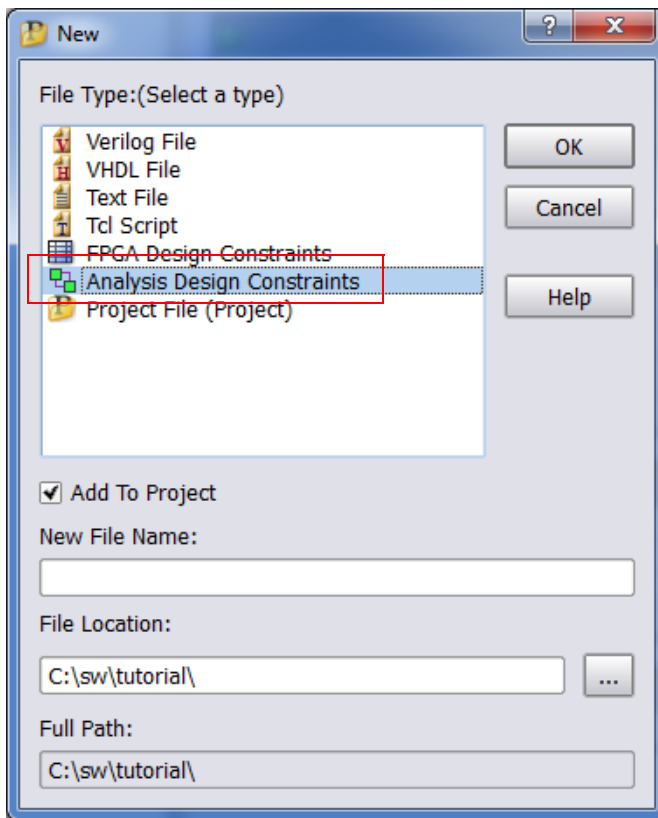 New
File Type:(Select a type)
Verilog File
VHDL File
Text File
Tcl Script
FPGA Design Constraints
Analysis Design Constraints
Project File (Project)
OK
Cancel
Help
Add To Project
New File Name:
File Location:
C:\sw\tutorial\
...
Full Path:
C:\sw\tutorial\